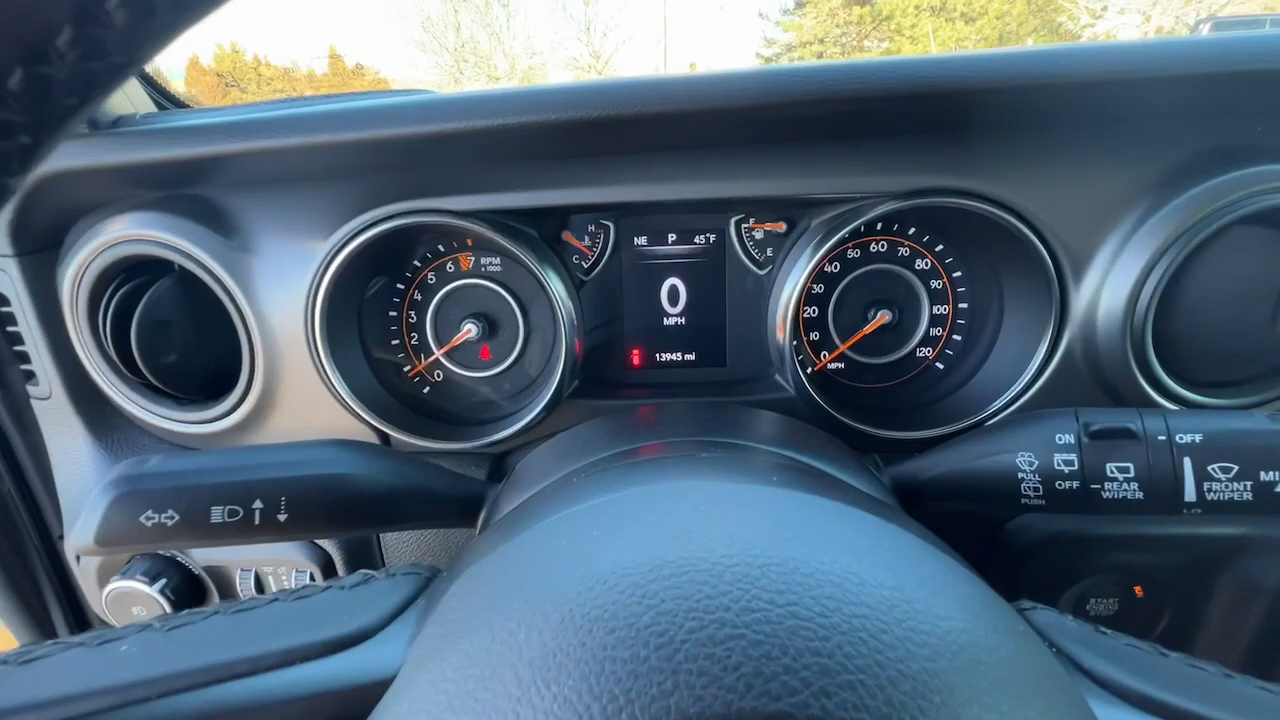 0
1
2
3
4
5
6
7
RPM
x 1000
H
C
NE P 45°F
0
MPH
13945 mi
F
E
0
10
20
30
40
50
60
70
80
90
100
110
120
MPH
ON
OFF
PULL
PUSH
REAR
WIPER
OFF
FRONT
WIPER
LO
MI
START
ENGINE
STOP